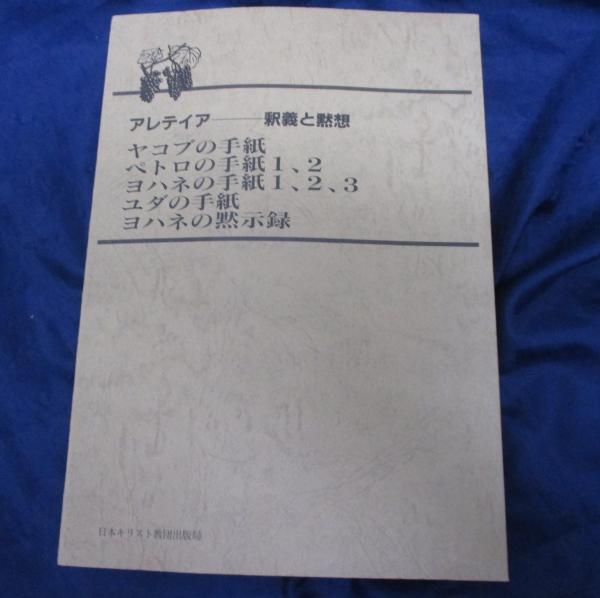 アレテイア───釈義と黙想
ヤコブの手紙
ペトロの手紙1、2
ヨハネの手紙1、2、3
ユダの手紙
ヨハネの黙示録
日本キリスト教団出版局